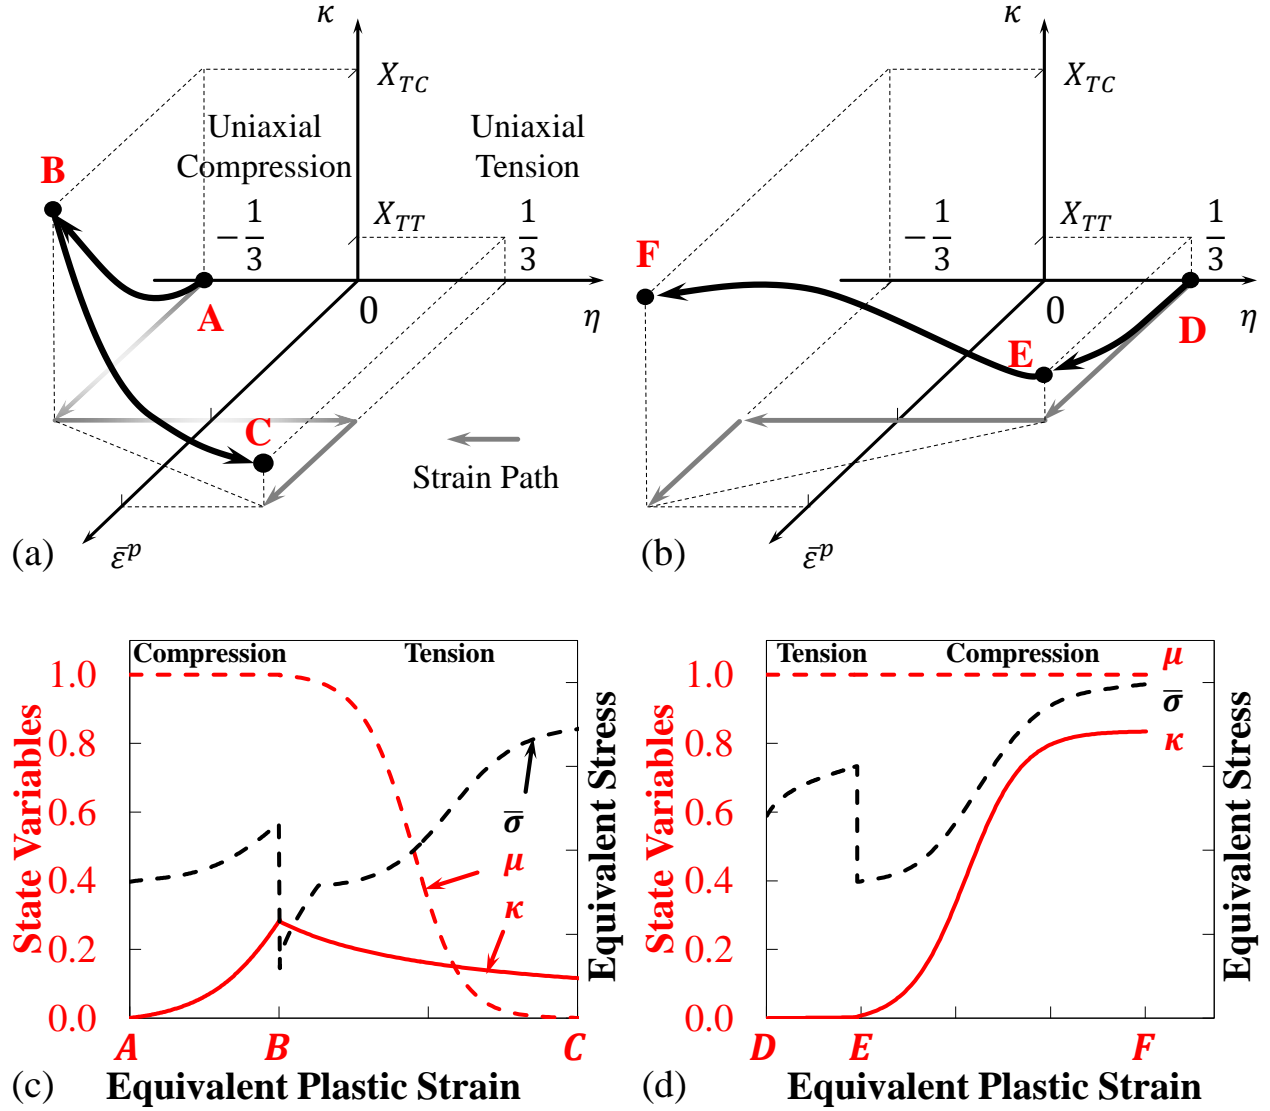 κ
X_TC
Uniaxial Compression
Uniaxial Tension
B
X_TT
−1/3
1/3
A
0
η
C
Strain Path
ε̄^p
(a)
κ
X_TC
X_TT
−1/3
1/3
F
0
D
η
E
ε̄^p
(b)
Compression
Tension
1.0
0.8
0.6
0.4
0.2
0.0
State Variables
Equivalent Stress
σ̄
μ
κ
A
B
C
(c)
Equivalent Plastic Strain
Tension
Compression
μ
σ̄
κ
1.0
0.8
0.6
0.4
0.2
0.0
State Variables
Equivalent Stress
D
E
F
(d)
Equivalent Plastic Strain